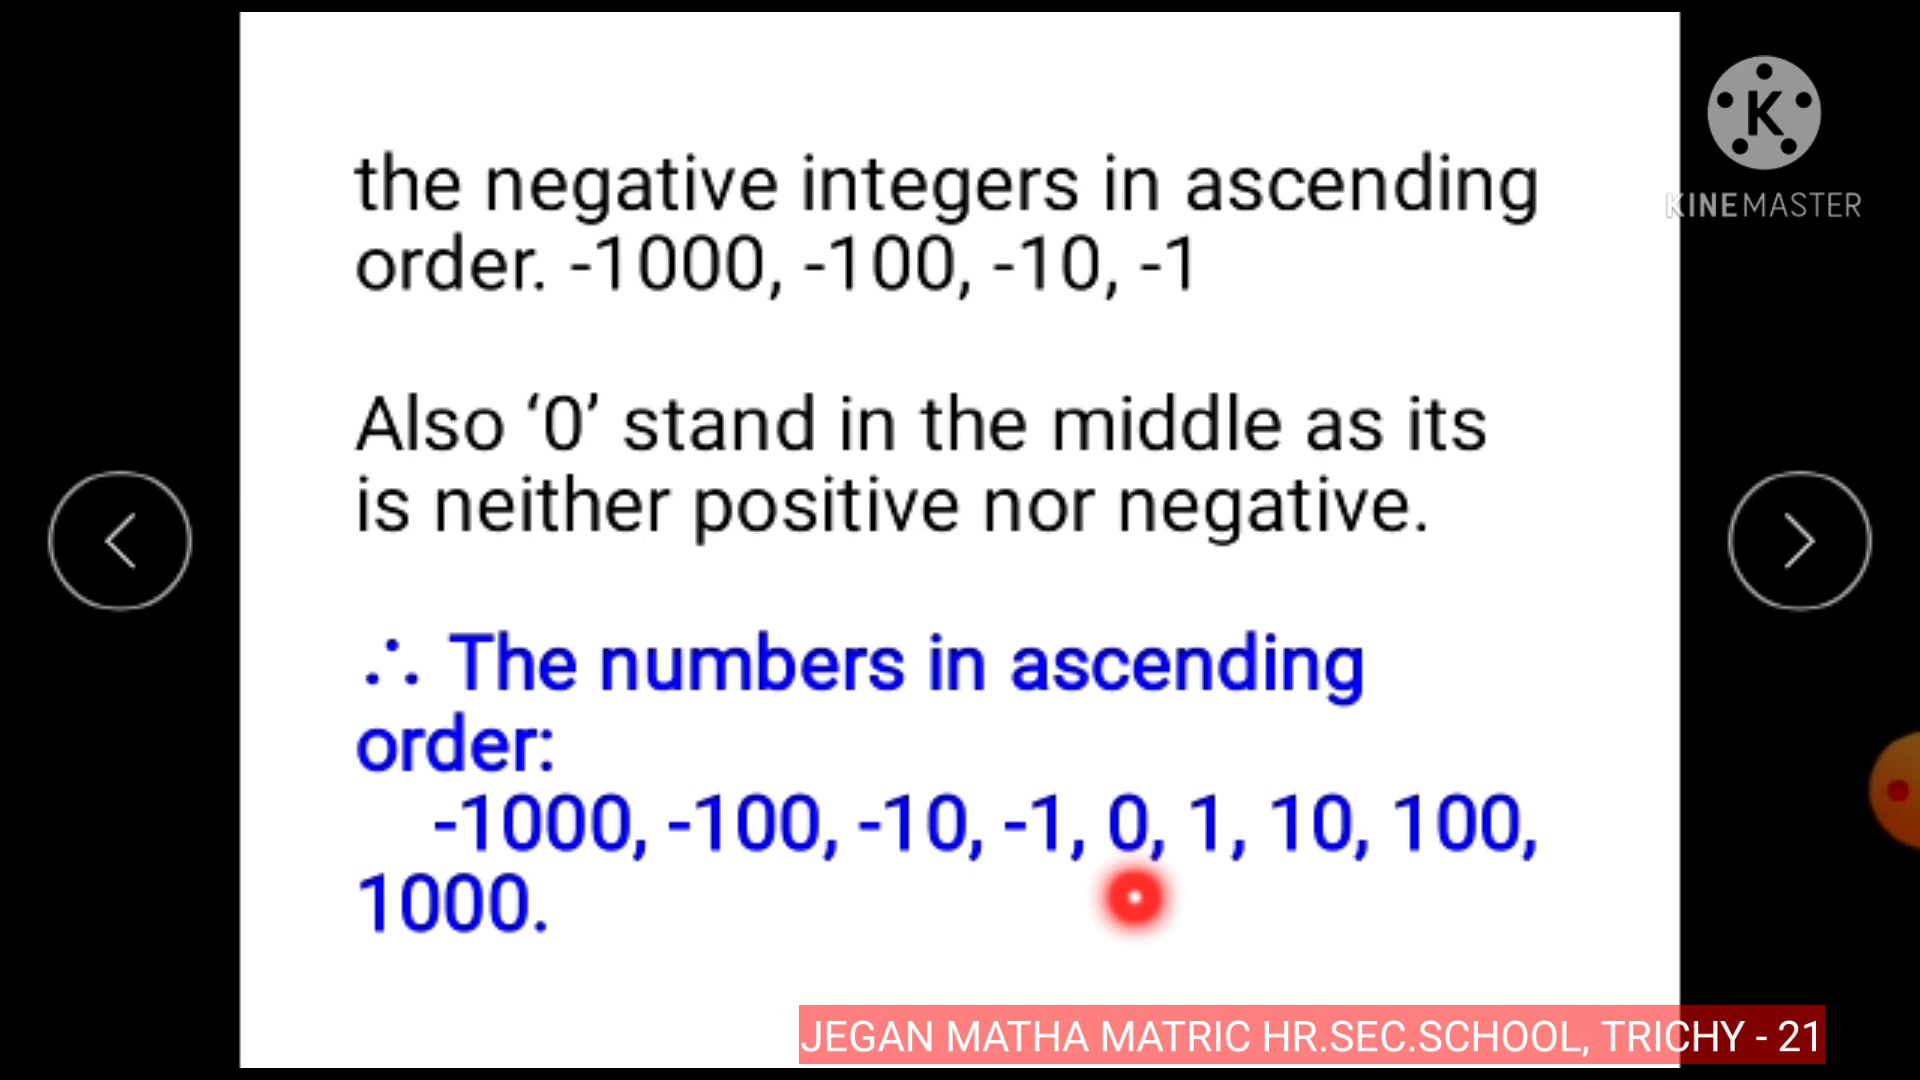 the negative integers in ascending
order. -1000, -100, -10, -1
Also ‘0’ stand in the middle as its
is neither positive nor negative.
∴ The numbers in ascending
order:
-1000, -100, -10, -1, 0, 1, 10, 100,
1000.
K
KINEMASTER
JEGAN MATHA MATRIC HR.SEC.SCHOOL, TRICHY - 21